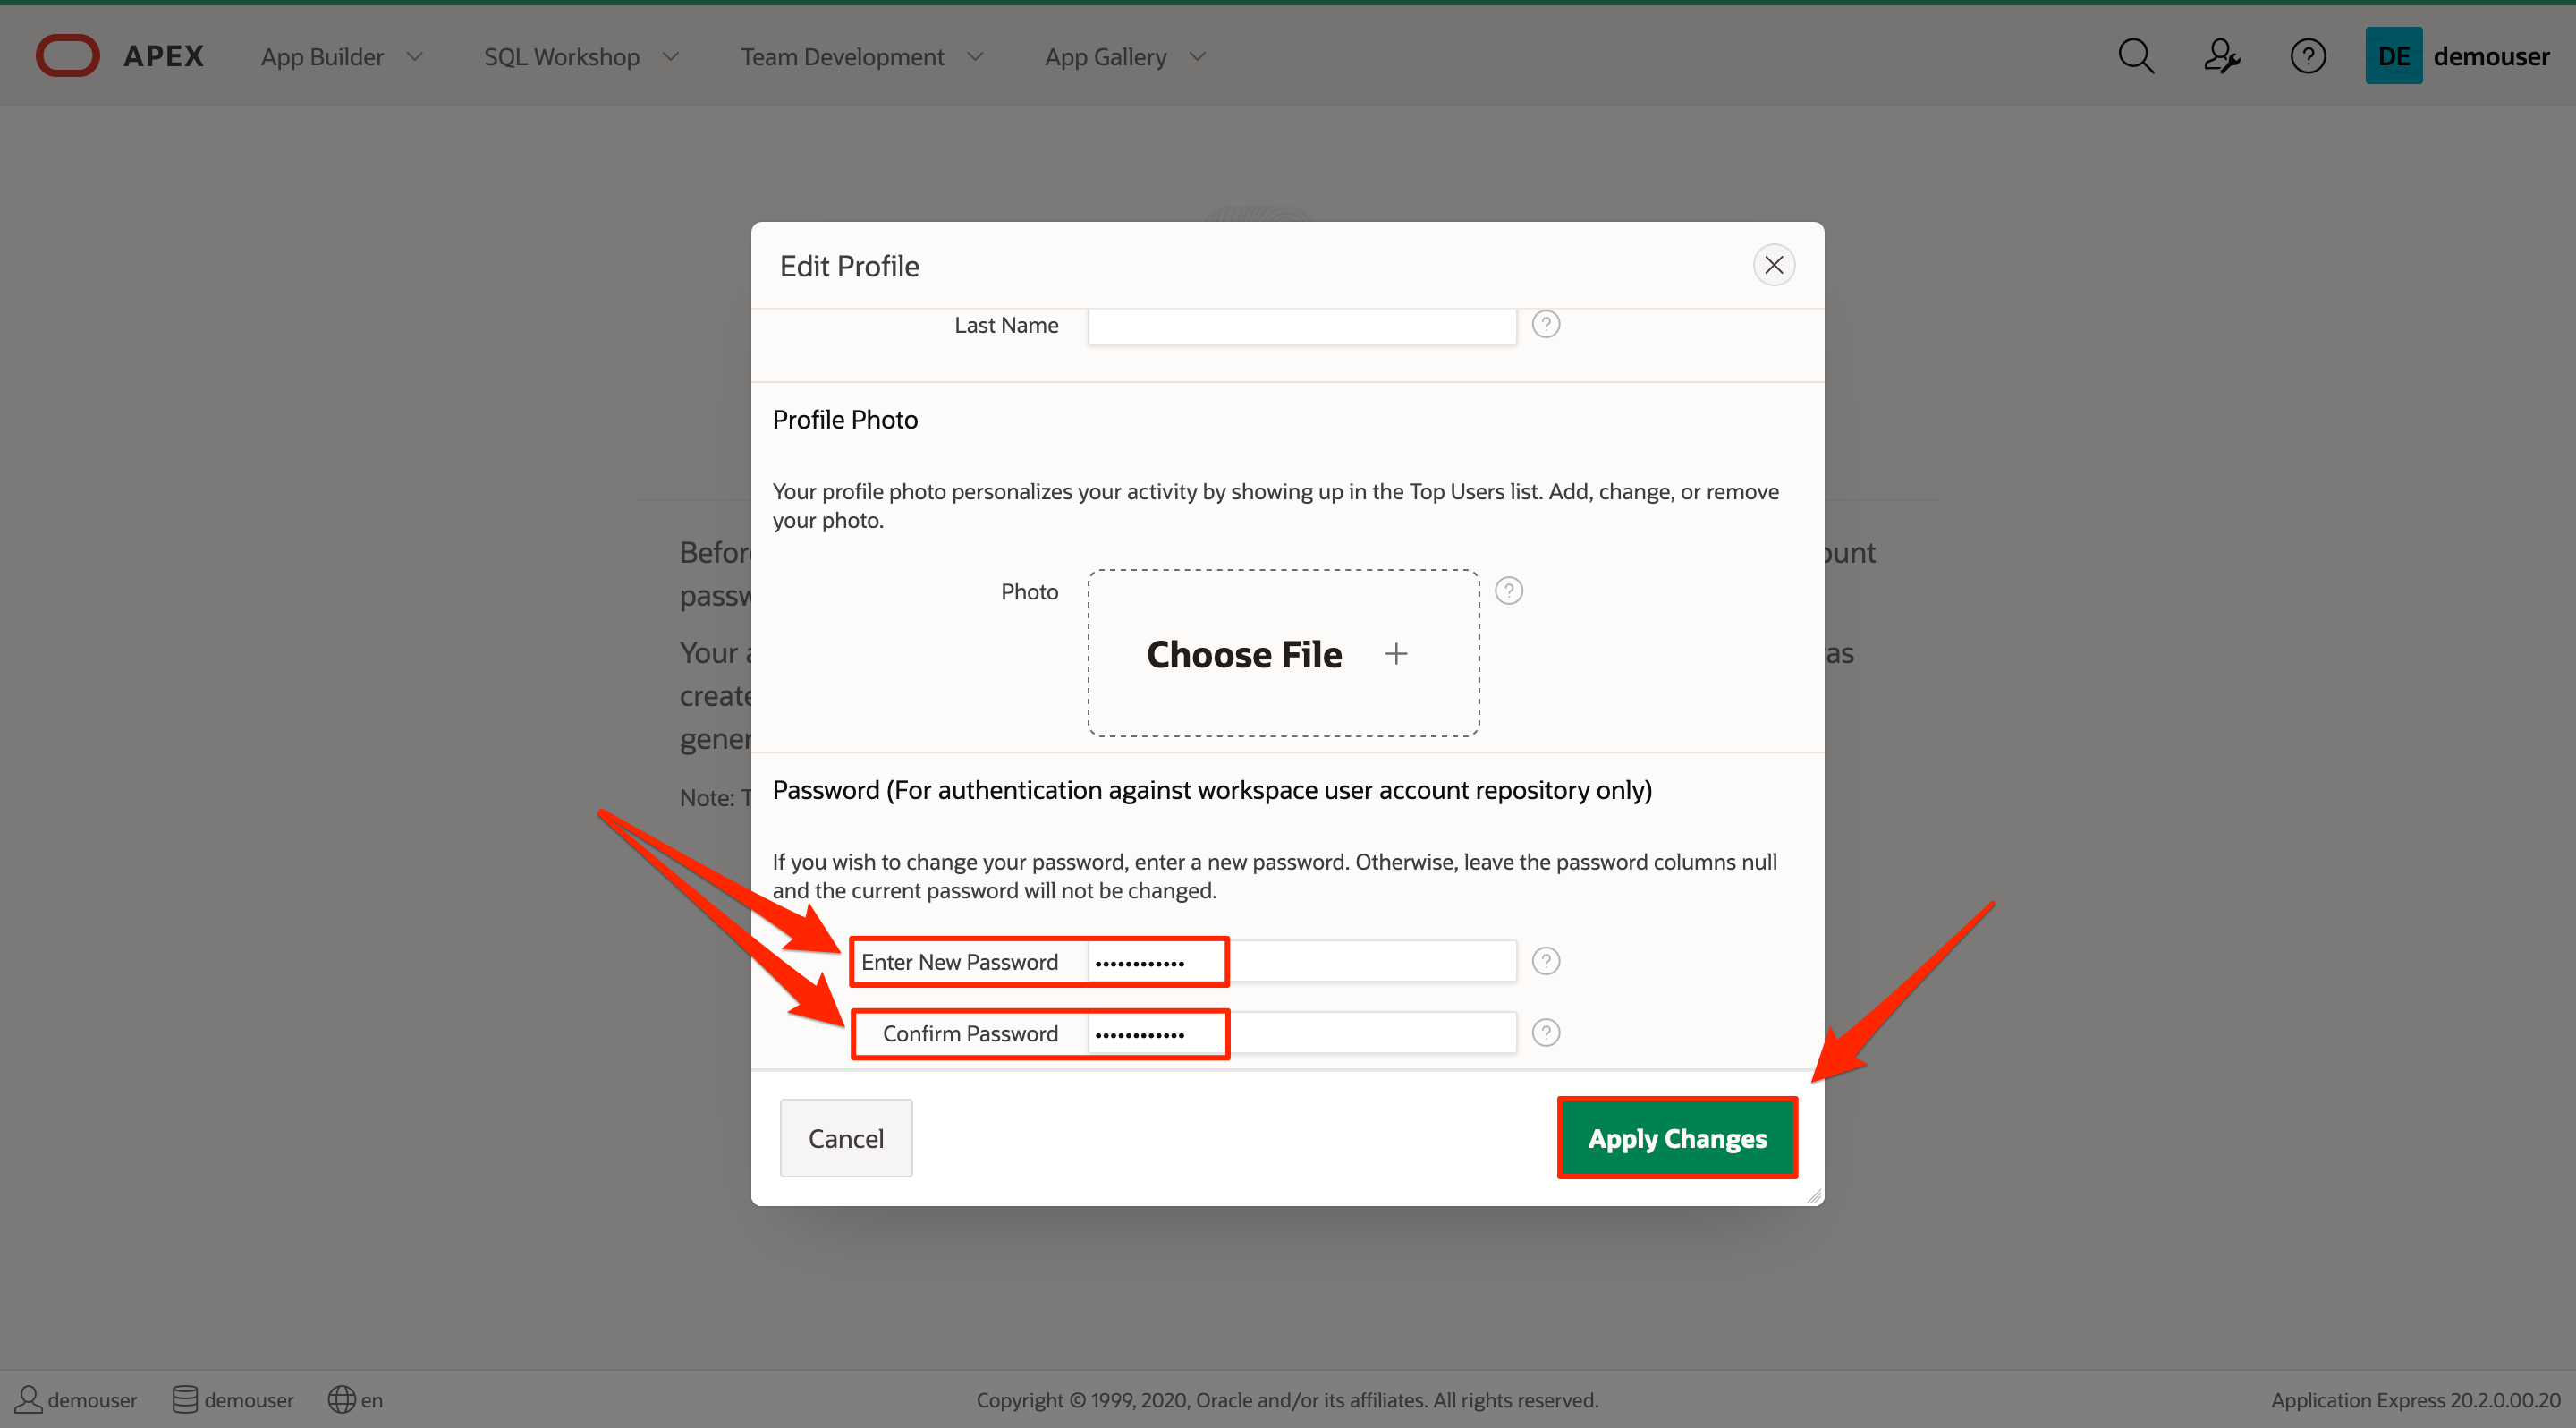 APEX App Builder SQL Workshop Team Development App Gallery DE demouser
Edit Profile
Last Name
Profile Photo
Your profile photo personalizes your activity by showing up in the Top Users list. Add, change, or remove
your photo.
Photo
Choose File +
Password (For authentication against workspace user account repository only)
If you wish to change your password, enter a new password. Otherwise, leave the password columns null
and the current password will not be changed.
Enter New Password ••••••••••••
Confirm Password ••••••••••••
Cancel Apply Changes
Your
Note:
as
demouser demouser en Copyright © 1999, 2020, Oracle and/or its affiliates. All rights reserved. Application Express 20.2.0.00.20